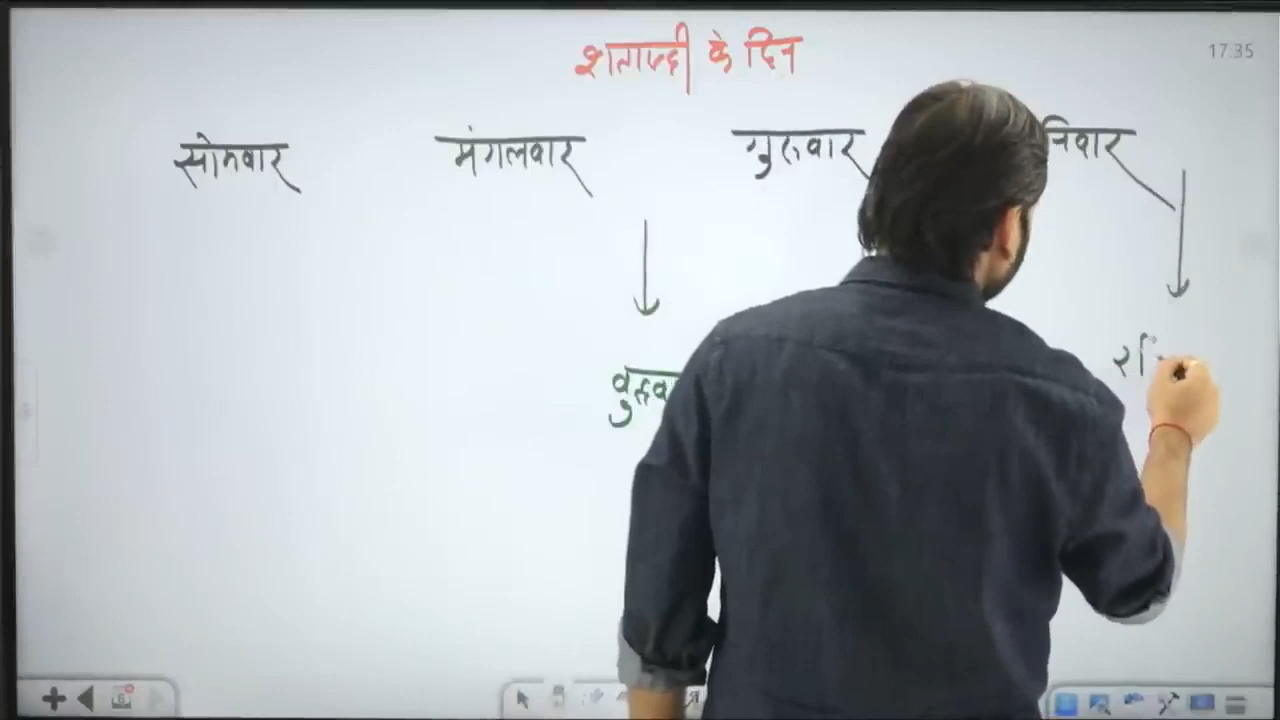 शताब्दी के दिन
17:35
सोमवार मंगलवार गुरुवार